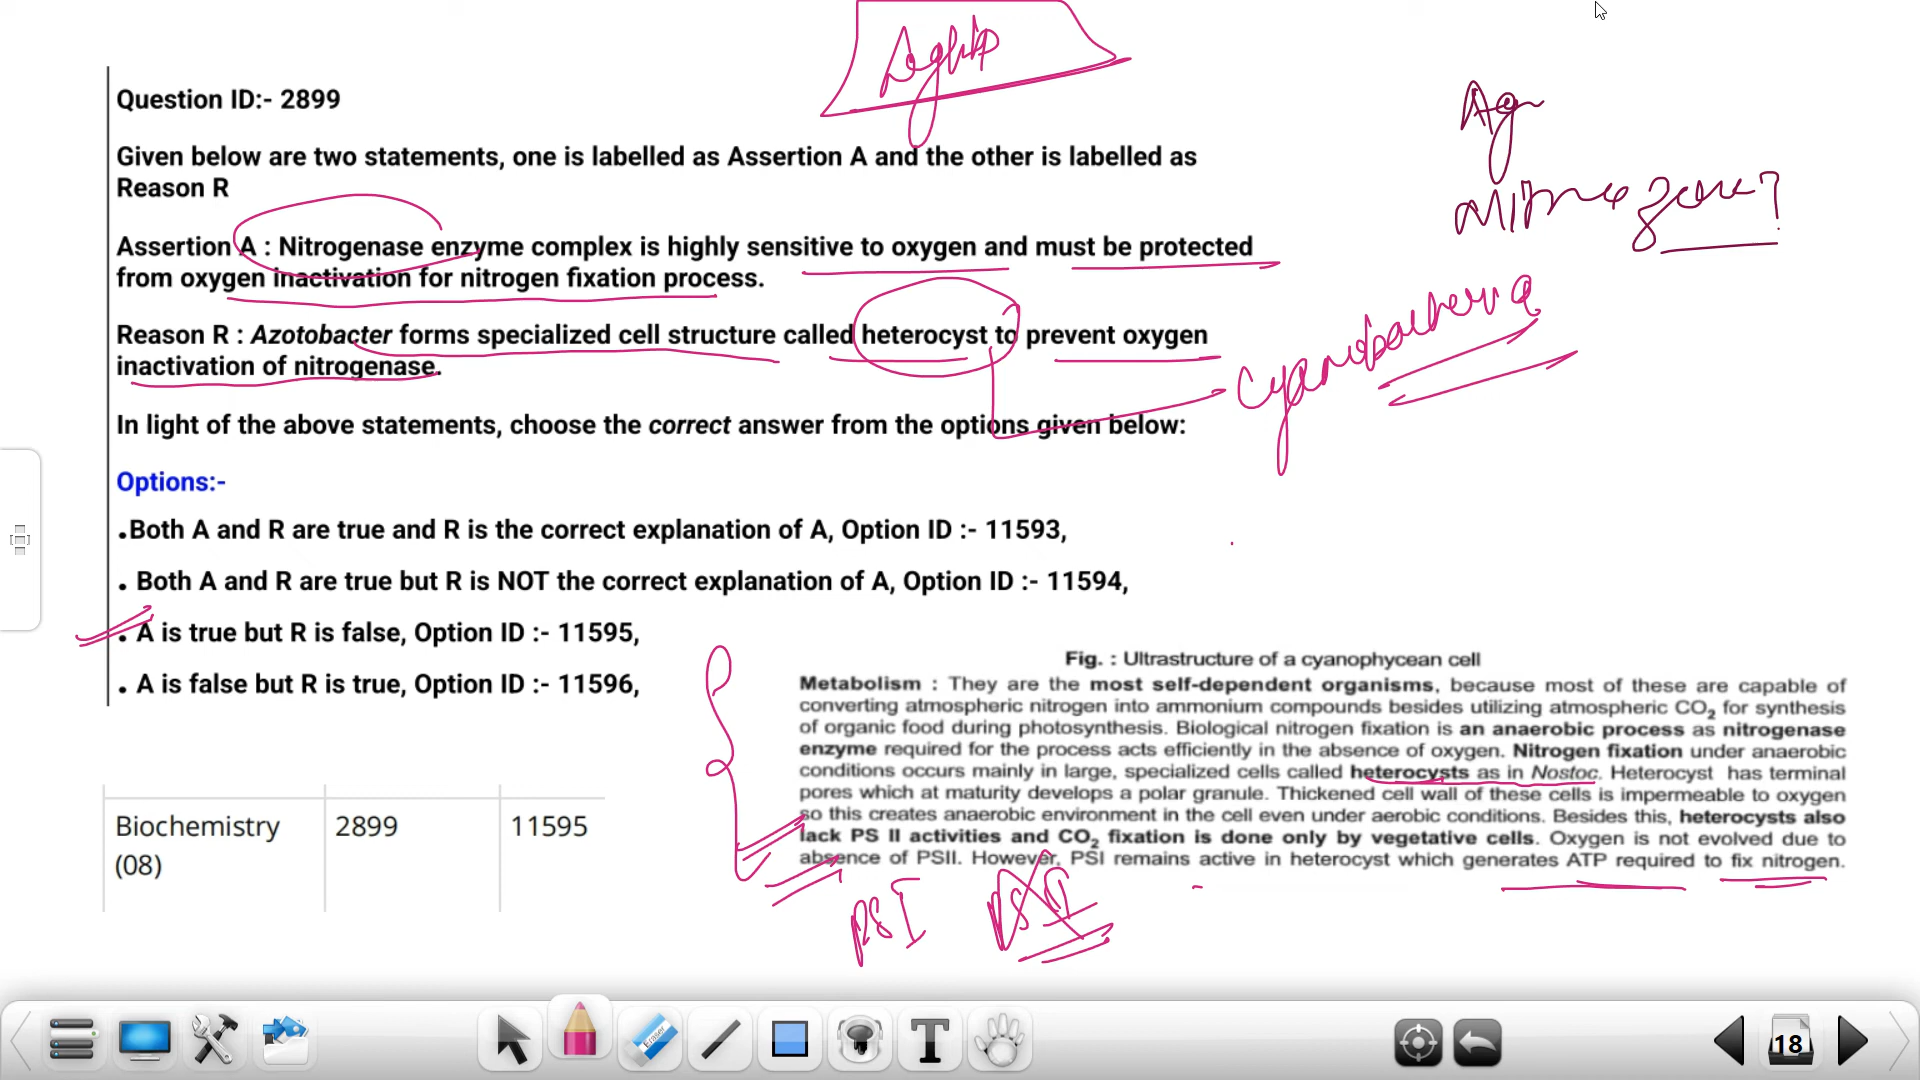 Question ID:- 2899
Given below are two statements, one is labelled as Assertion A and the other is labelled as
Reason R
Assertion A : Nitrogenase enzyme complex is highly sensitive to oxygen and must be protected
from oxygen inactivation for nitrogen fixation process.
Reason R : Azotobacter forms specialized cell structure called heterocyst to prevent oxygen
inactivation of nitrogenase.
In light of the above statements, choose the correct answer from the options given below:
Options:-
.Both A and R are true and R is the correct explanation of A, Option ID :- 11593,
. Both A and R are true but R is NOT the correct explanation of A, Option ID :- 11594,
. A is true but R is false, Option ID :- 11595,
. A is false but R is true, Option ID :- 11596,
Cyanobacteria
Biochemistry 2899 11595
(08)
Fig. : Ultrastructure of a cyanophycean cell
Metabolism : They are the most self-dependent organisms, because most of these are capable of
converting atmospheric nitrogen into ammonium compounds besides utilizing atmospheric CO₂ for synthesis
of organic food during photosynthesis. Biological nitrogen fixation is an anaerobic process as nitrogenase
enzyme required for the process acts efficiently in the absence of oxygen. Nitrogen fixation under anaerobic
conditions occurs mainly in large, specialized cells called heterocysts as in Nostoc. Heterocyst has terminal
pores which at maturity develops a polar granule. Thickened cell wall of these cells is impermeable to oxygen
so this creates anaerobic environment in the cell even under aerobic conditions. Besides this, heterocysts also
lack PS II activities and CO₂ fixation is done only by vegetative cells. Oxygen is not evolved due to
absence of PSII. However, PSI remains active in heterocyst which generates ATP required to fix nitrogen.
PS I
Eraser
T
18